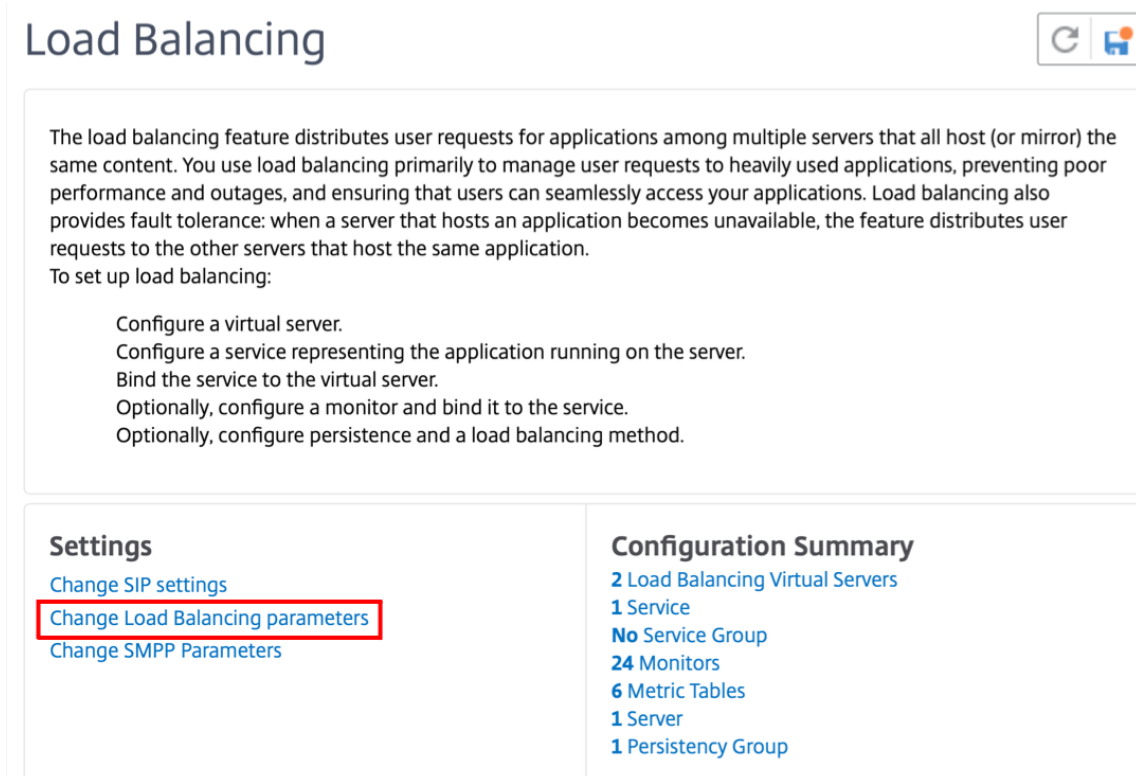 Load Balancing
The load balancing feature distributes user requests for applications among multiple servers that all host (or mirror) the
same content. You use load balancing primarily to manage user requests to heavily used applications, preventing poor
performance and outages, and ensuring that users can seamlessly access your applications. Load balancing also
provides fault tolerance: when a server that hosts an application becomes unavailable, the feature distributes user
requests to the other servers that host the same application.
To set up load balancing:
Configure a virtual server.
Configure a service representing the application running on the server.
Bind the service to the virtual server.
Optionally, configure a monitor and bind it to the service.
Optionally, configure persistence and a load balancing method.
Settings
Change SIP settings
Change Load Balancing parameters
Change SMPP Parameters
Configuration Summary
2 Load Balancing Virtual Servers
1 Service
No Service Group
24 Monitors
6 Metric Tables
1 Server
1 Persistency Group